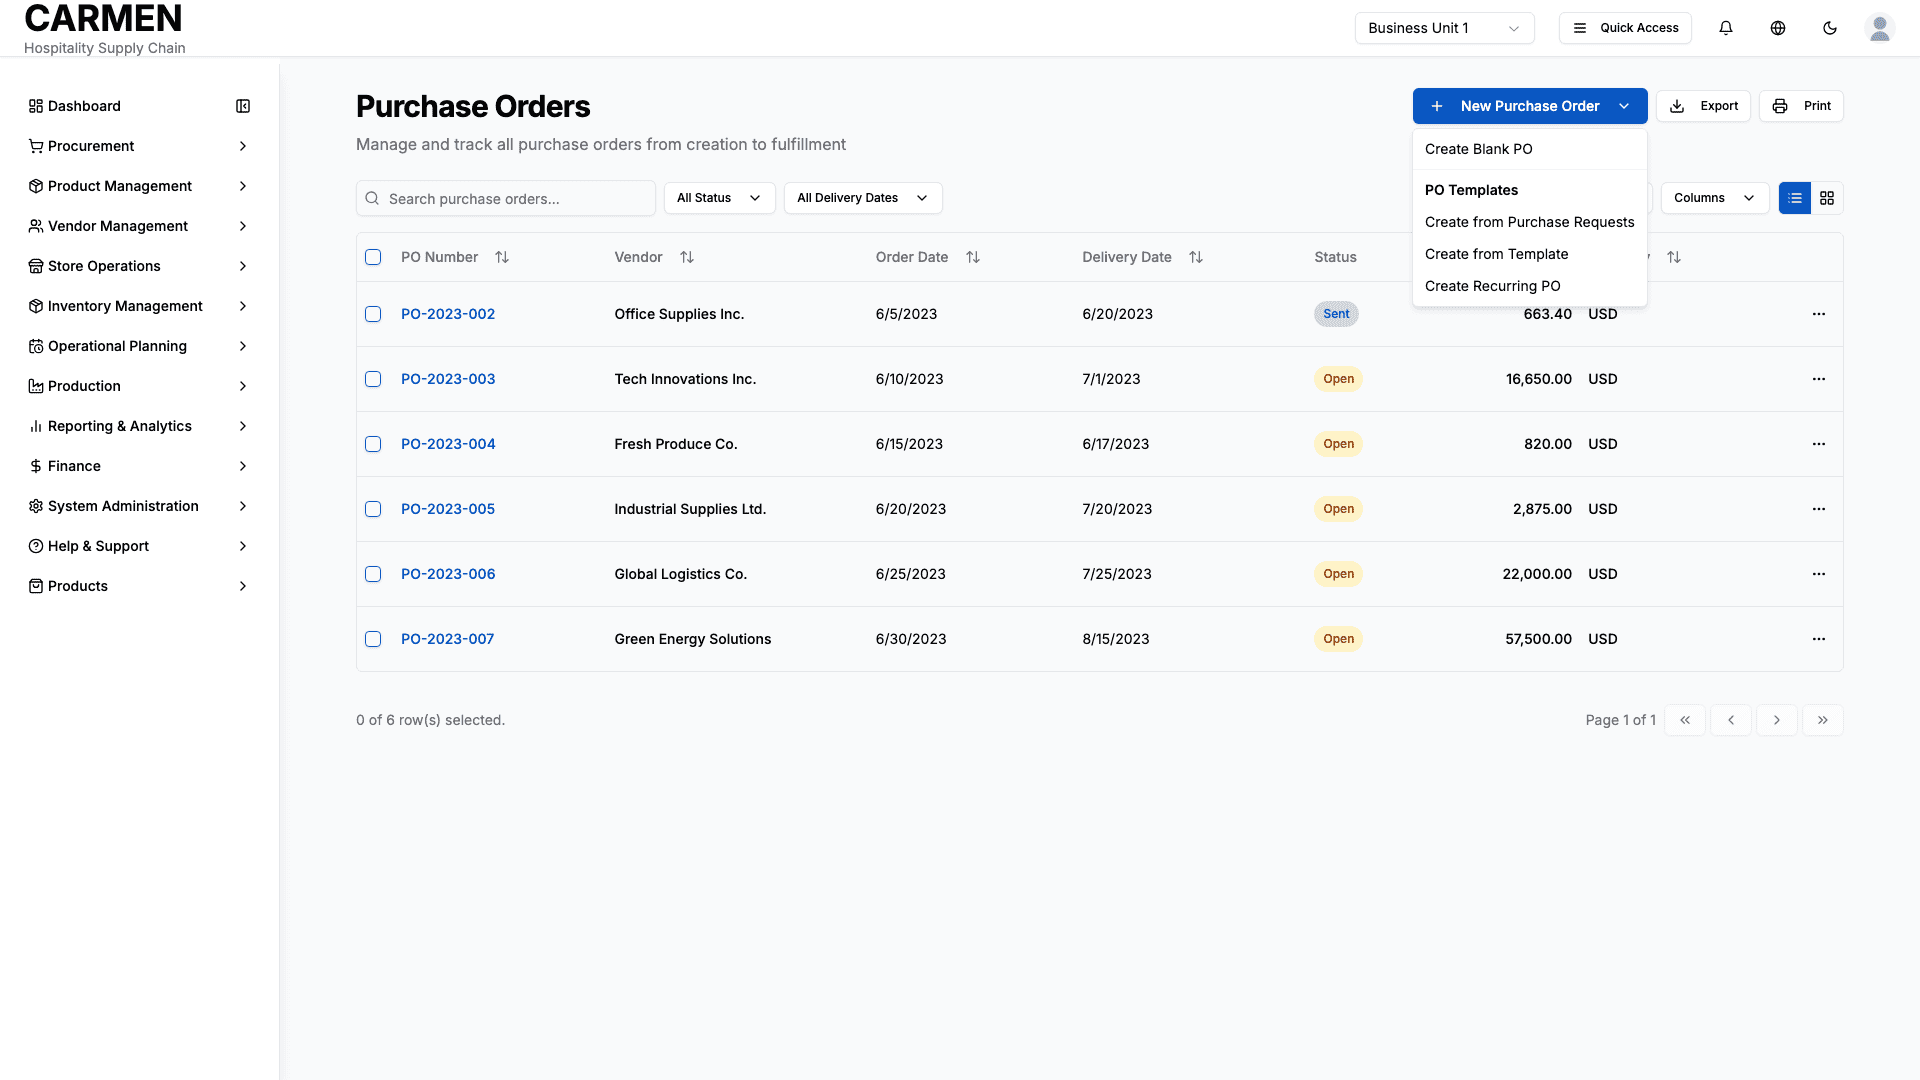 CARMEN
Hospitality Supply Chain
Business Unit 1
Quick Access
Dashboard
Procurement
Product Management
Vendor Management
Store Operations
Inventory Management
Operational Planning
Production
Reporting & Analytics
Finance
System Administration
Help & Support
Products
Purchase Orders
Manage and track all purchase orders from creation to fulfillment
New Purchase Order
Export
Print
Create Blank PO
PO Templates
Create from Purchase Requests
Create from Template
Create Recurring PO
Search purchase orders...
All Status
All Delivery Dates
Columns
PO Number Vendor Order Date Delivery Date Status
PO-2023-002 Office Supplies Inc. 6/5/2023 6/20/2023 Sent 663.40 USD
PO-2023-003 Tech Innovations Inc. 6/10/2023 7/1/2023 Open 16,650.00 USD
PO-2023-004 Fresh Produce Co. 6/15/2023 6/17/2023 Open 820.00 USD
PO-2023-005 Industrial Supplies Ltd. 6/20/2023 7/20/2023 Open 2,875.00 USD
PO-2023-006 Global Logistics Co. 6/25/2023 7/25/2023 Open 22,000.00 USD
PO-2023-007 Green Energy Solutions 6/30/2023 8/15/2023 Open 57,500.00 USD
0 of 6 row(s) selected.
Page 1 of 1